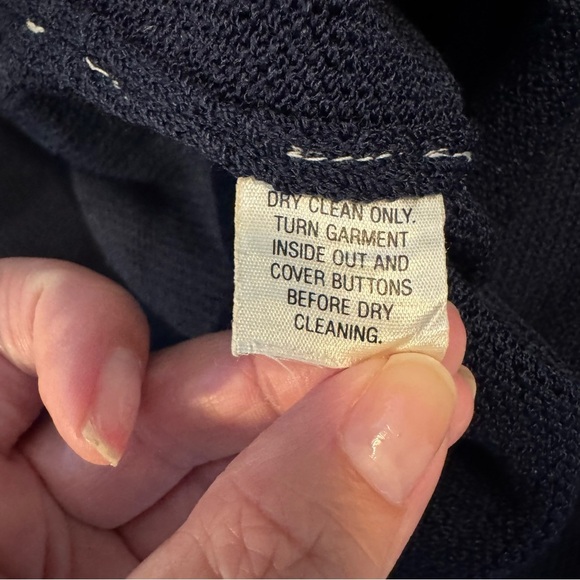 DRY CLEAN ONLY.
TURN GARMENT
INSIDE OUT AND
COVER BUTTONS
BEFORE DRY
CLEANING.